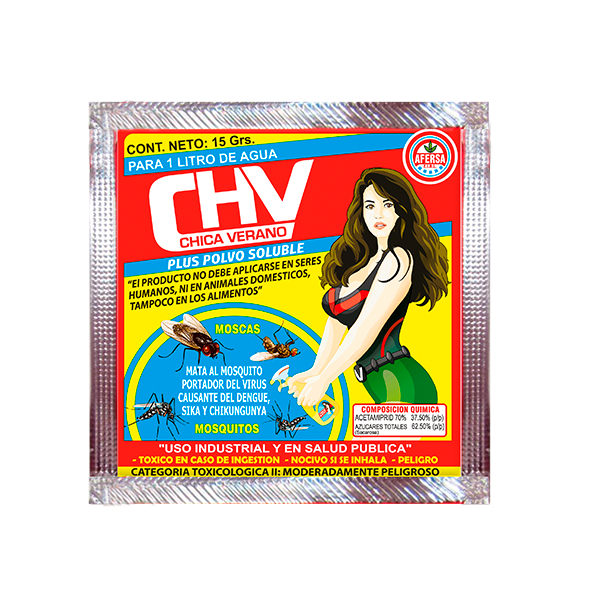 CONT. NETO: 15 Grs.
PARA 1 LITRO DE AGUA
AFERSA
CHV
CHICA VERANO
PLUS POLVO SOLUBLE
"El PRODUCTO NO DEBE APLICARSE EN SERES
HUMANOS, NI EN ANIMALES DOMESTICOS,
TAMPOCO EN LOS ALIMENTOS"
MOSCAS
MATA AL MOSQUITO
PORTADOR DEL VIRUS
CAUSANTE DEL DENGUE,
SIKA Y CHIKUNGUNYA
MOSQUITOS
COMPOSICION QUIMICA
ACETAMIPRID 70% 37.50% (p/p)
AZUCARES TOTALES 62.50% (p/p)
(Sacarosa)
"USO INDUSTRIAL Y EN SALUD PUBLICA"
- TOXICO EN CASO DE INGESTION - NOCIVO SI SE INHALA - PELIGRO
CATEGORIA TOXICOLOGICA II: MODERADAMENTE PELIGROSO